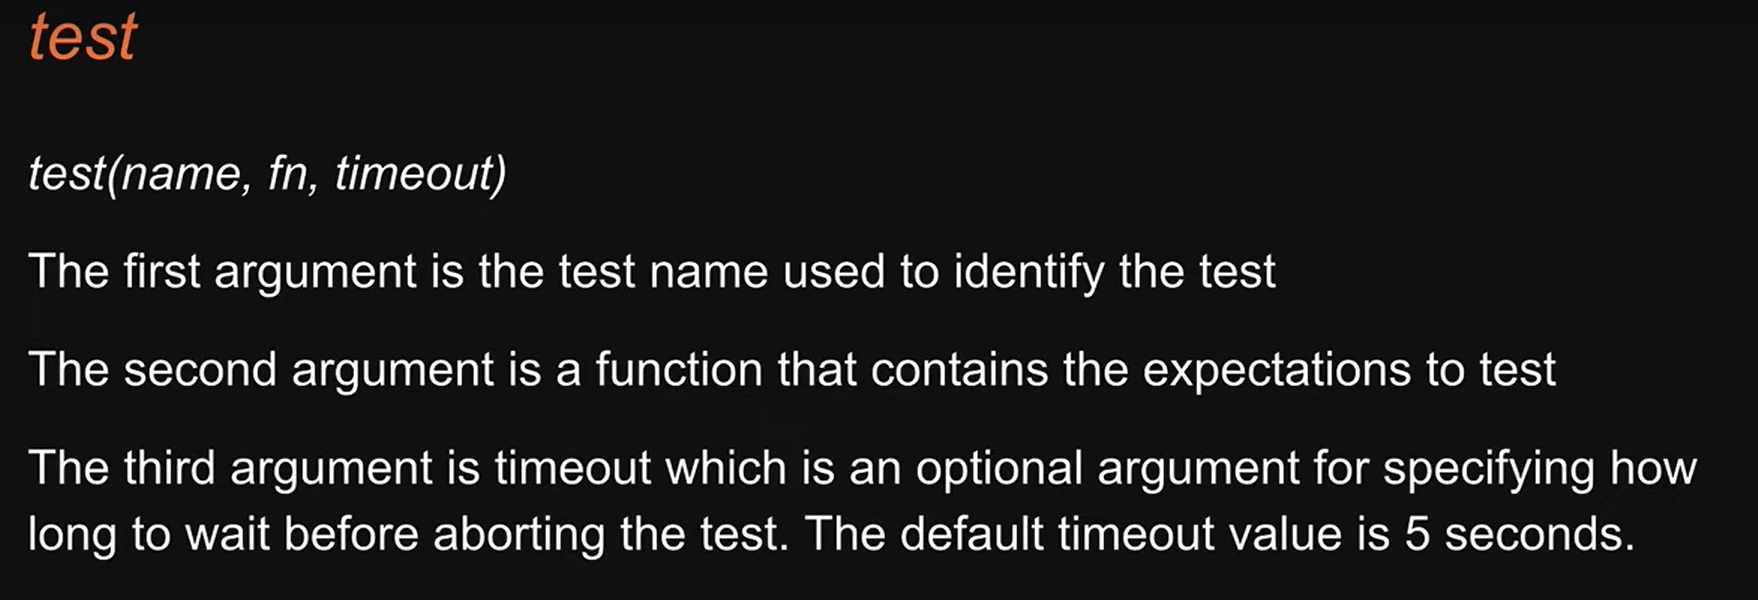 test
test(name, fn, timeout)
The first argument is the test name used to identify the test
The second argument is a function that contains the expectations to test
The third argument is timeout which is an optional argument for specifying how
long to wait before aborting the test. The default timeout value is 5 seconds.